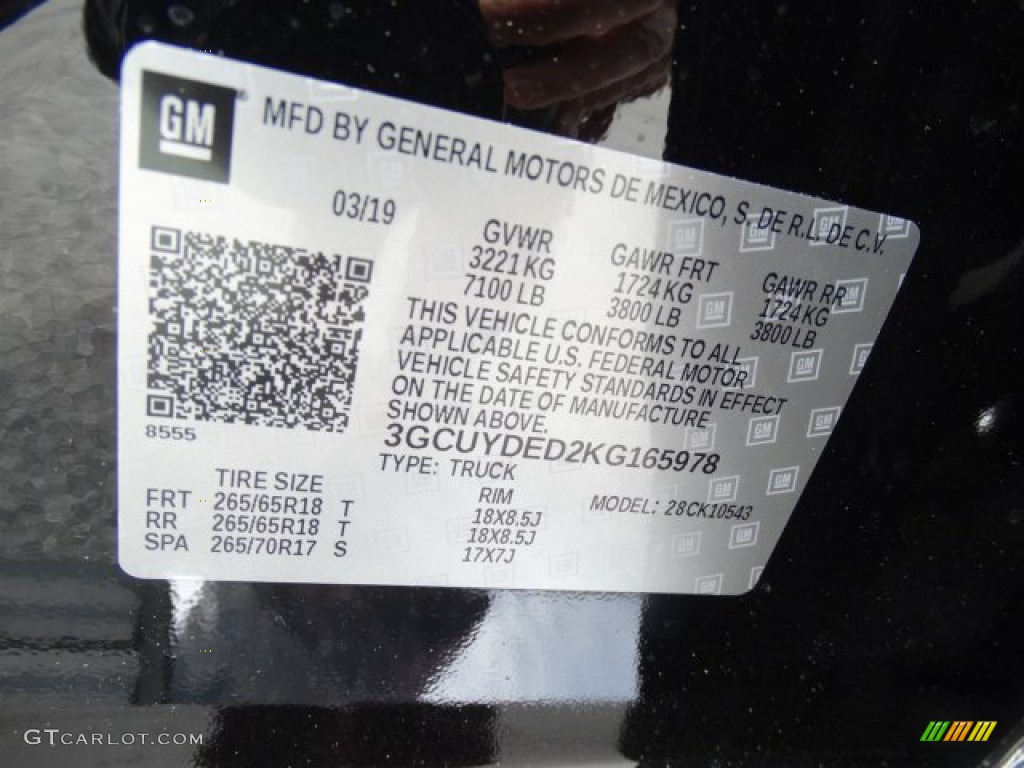 GM
MFD BY GENERAL MOTORS DE MEXICO, S. DE R.L. DE C.V.
03/19
GVWR GAWR FRT GAWR RR
3221 KG 1724 KG 1724 KG
7100 LB 3800 LB 3800 LB
THIS VEHICLE CONFORMS TO ALL
APPLICABLE U.S. FEDERAL MOTOR
VEHICLE SAFETY STANDARDS IN EFFECT
ON THE DATE OF MANUFACTURE
SHOWN ABOVE.
8555
3GCUYDED2KG165978
TYPE: TRUCK
MODEL: 28CK10543
TIRE SIZE RIM
FRT 265/65R18 T 18X8.5J
RR 265/65R18 T 18X8.5J
SPA 265/70R17 S 17X7J
GTCARLOT.COM